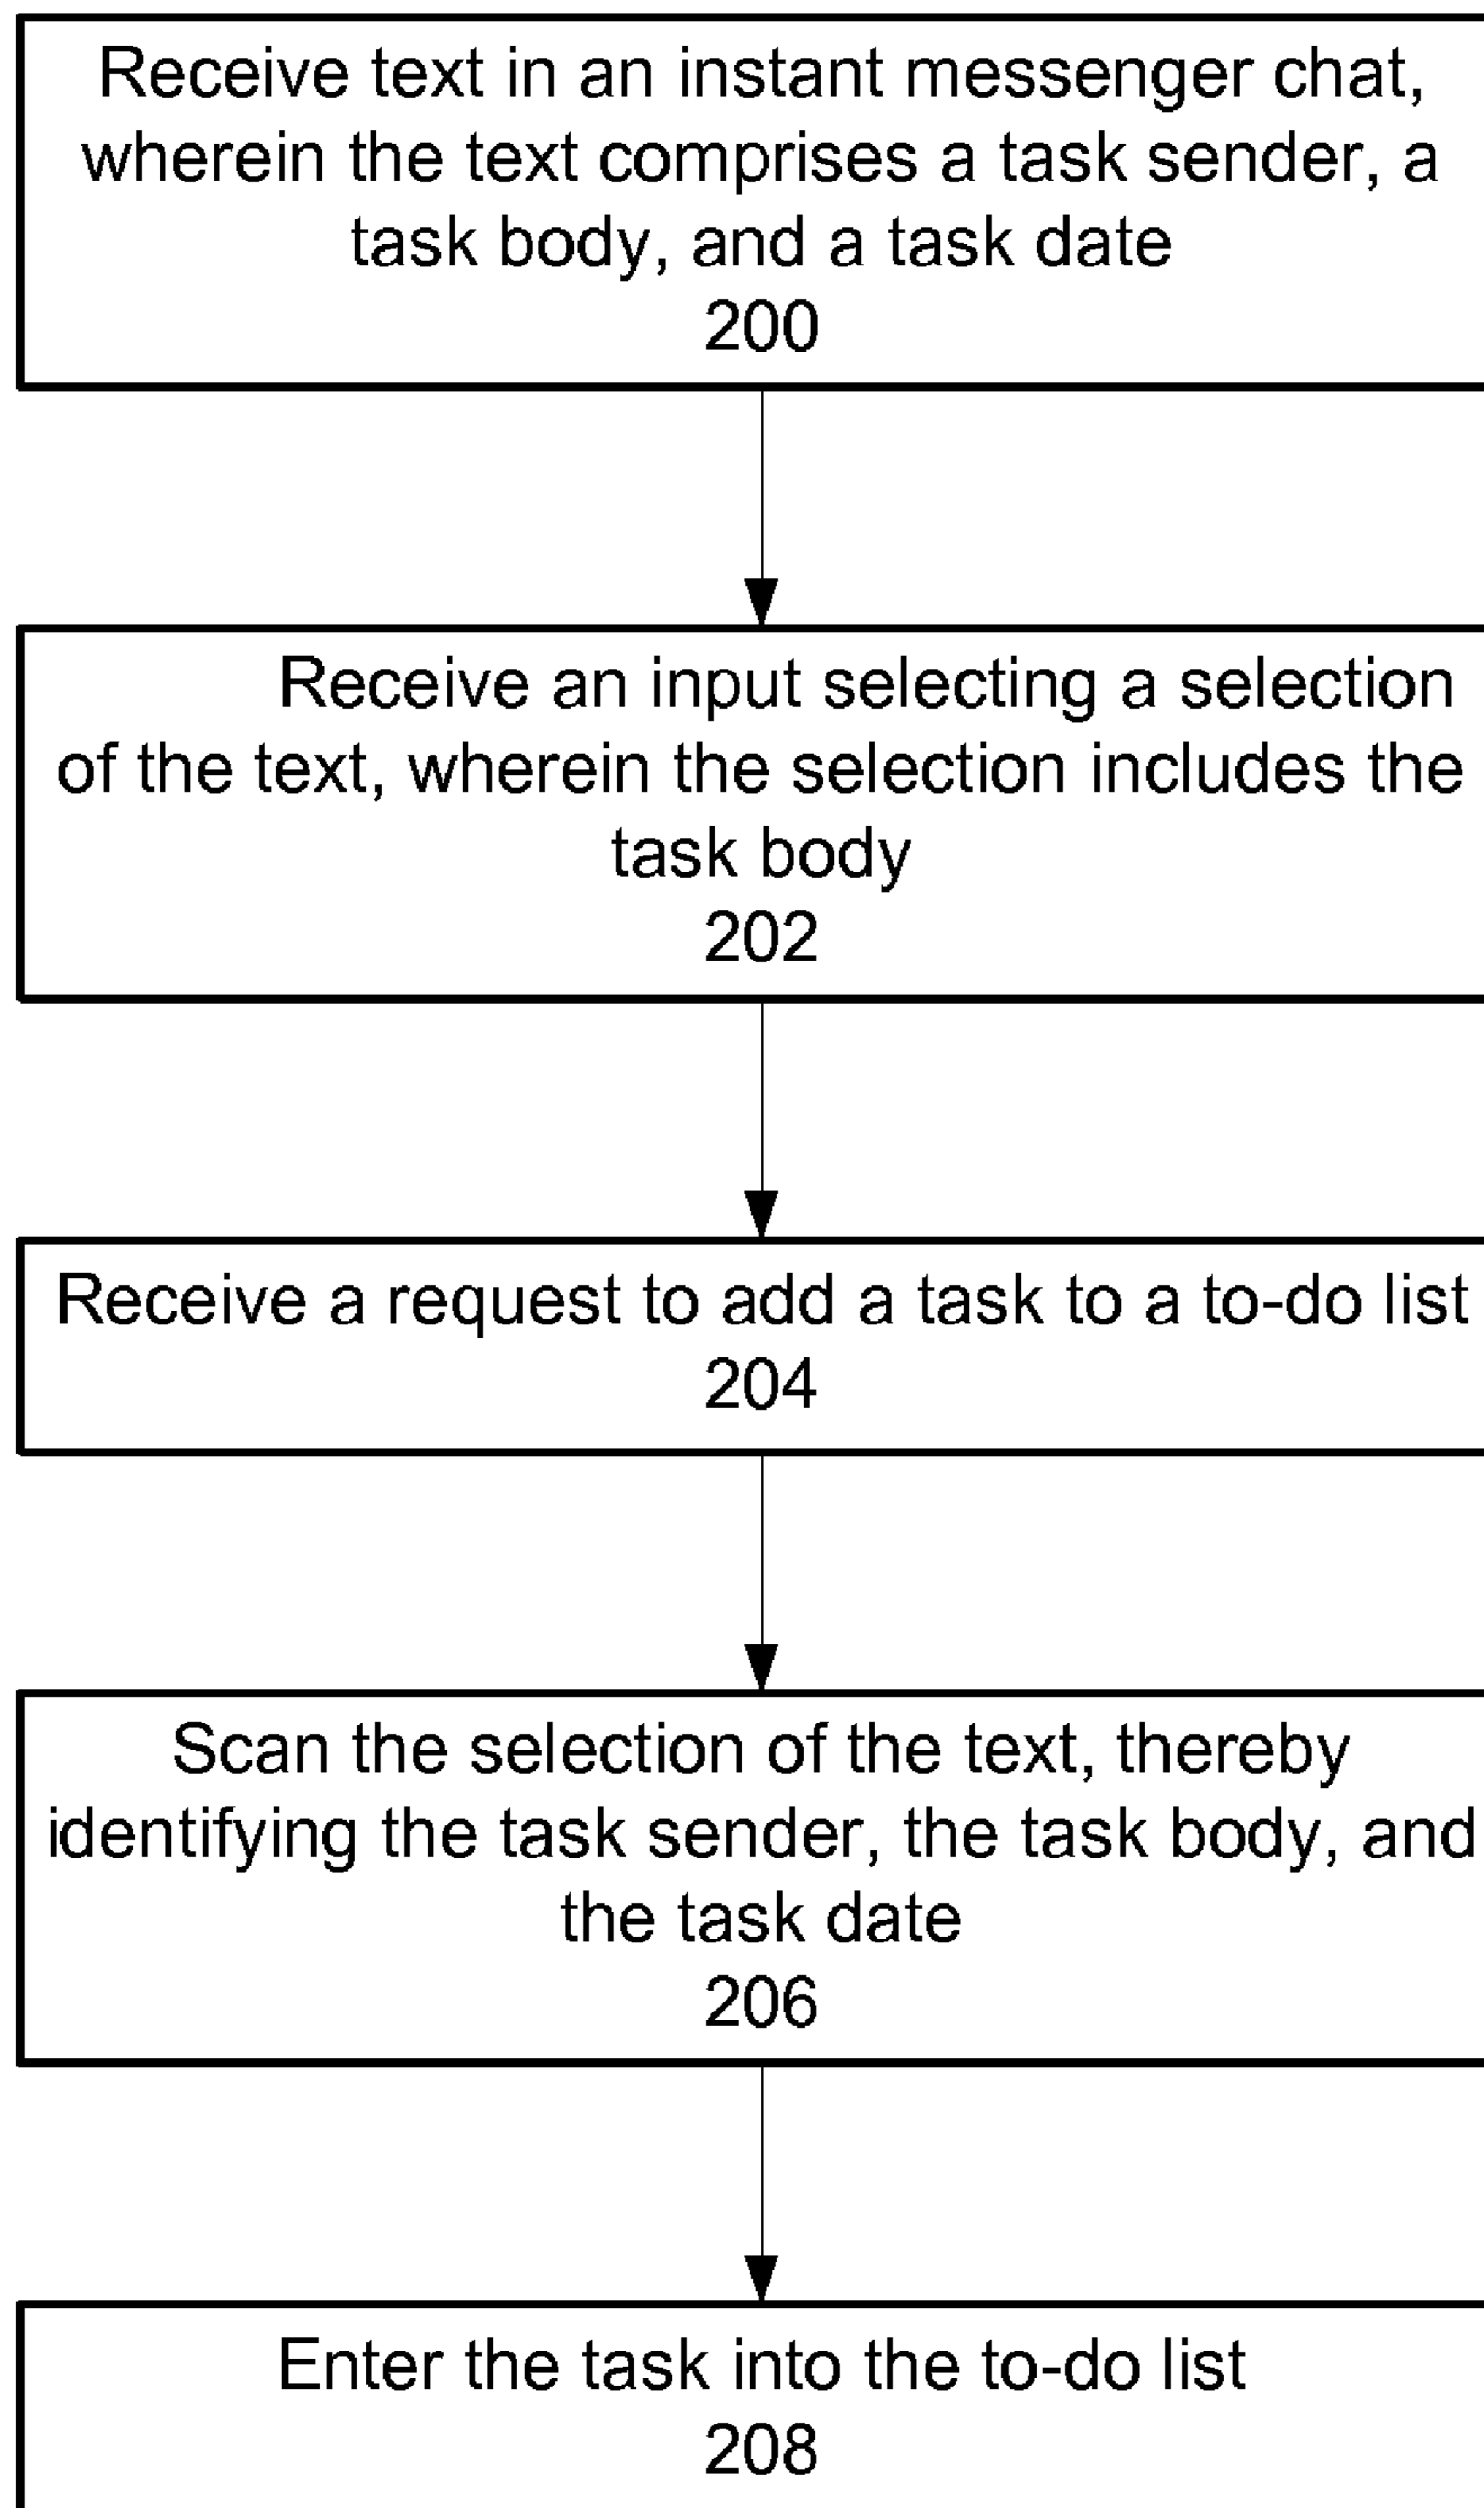 Receive text in an instant messenger chat,
wherein the text comprises a task sender, a
task body, and a task date
200
Receive an input selecting a selection
of the text, wherein the selection includes the
task body
202
Receive a request to add a task to a to-do list
204
Scan the selection of the text, thereby
identifying the task sender, the task body, and
the task date
206
Enter the task into the to-do list
208